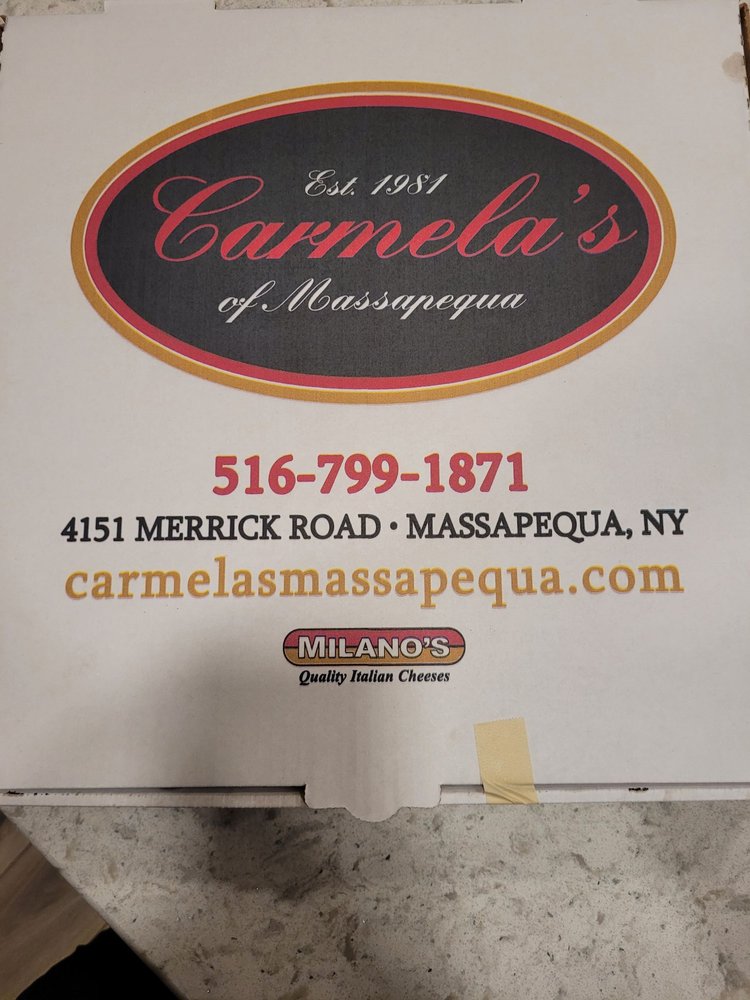 Est. 1981
Carmela's
of Massapequa
516-799-1871
4151 MERRICK ROAD • MASSAPEQUA, NY
carmelasmassapequa.com
MILANO'S
Quality Italian Cheeses